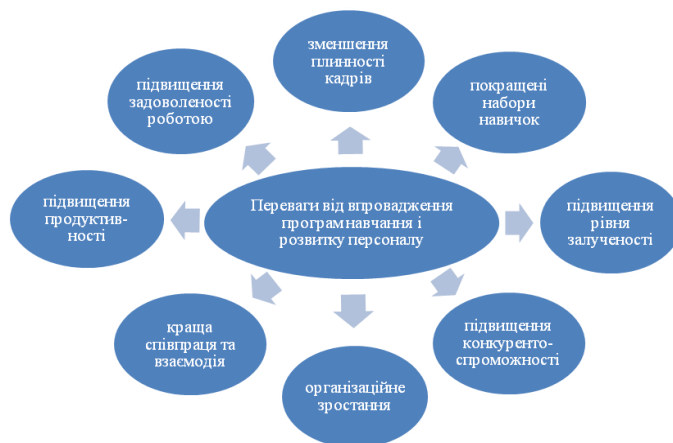 зменшення
плинності
кадрів
покращені
набори
навичок
підвищення
рівня
залученості
підвищення
конкуренто-
спроможності
організаційне
зростання
краща
співпраця та
взаємодія
підвищення
продуктив-
ності
підвищення
задоволеності
роботою
Переваги від впровадження
програм навчання і
розвитку персоналу